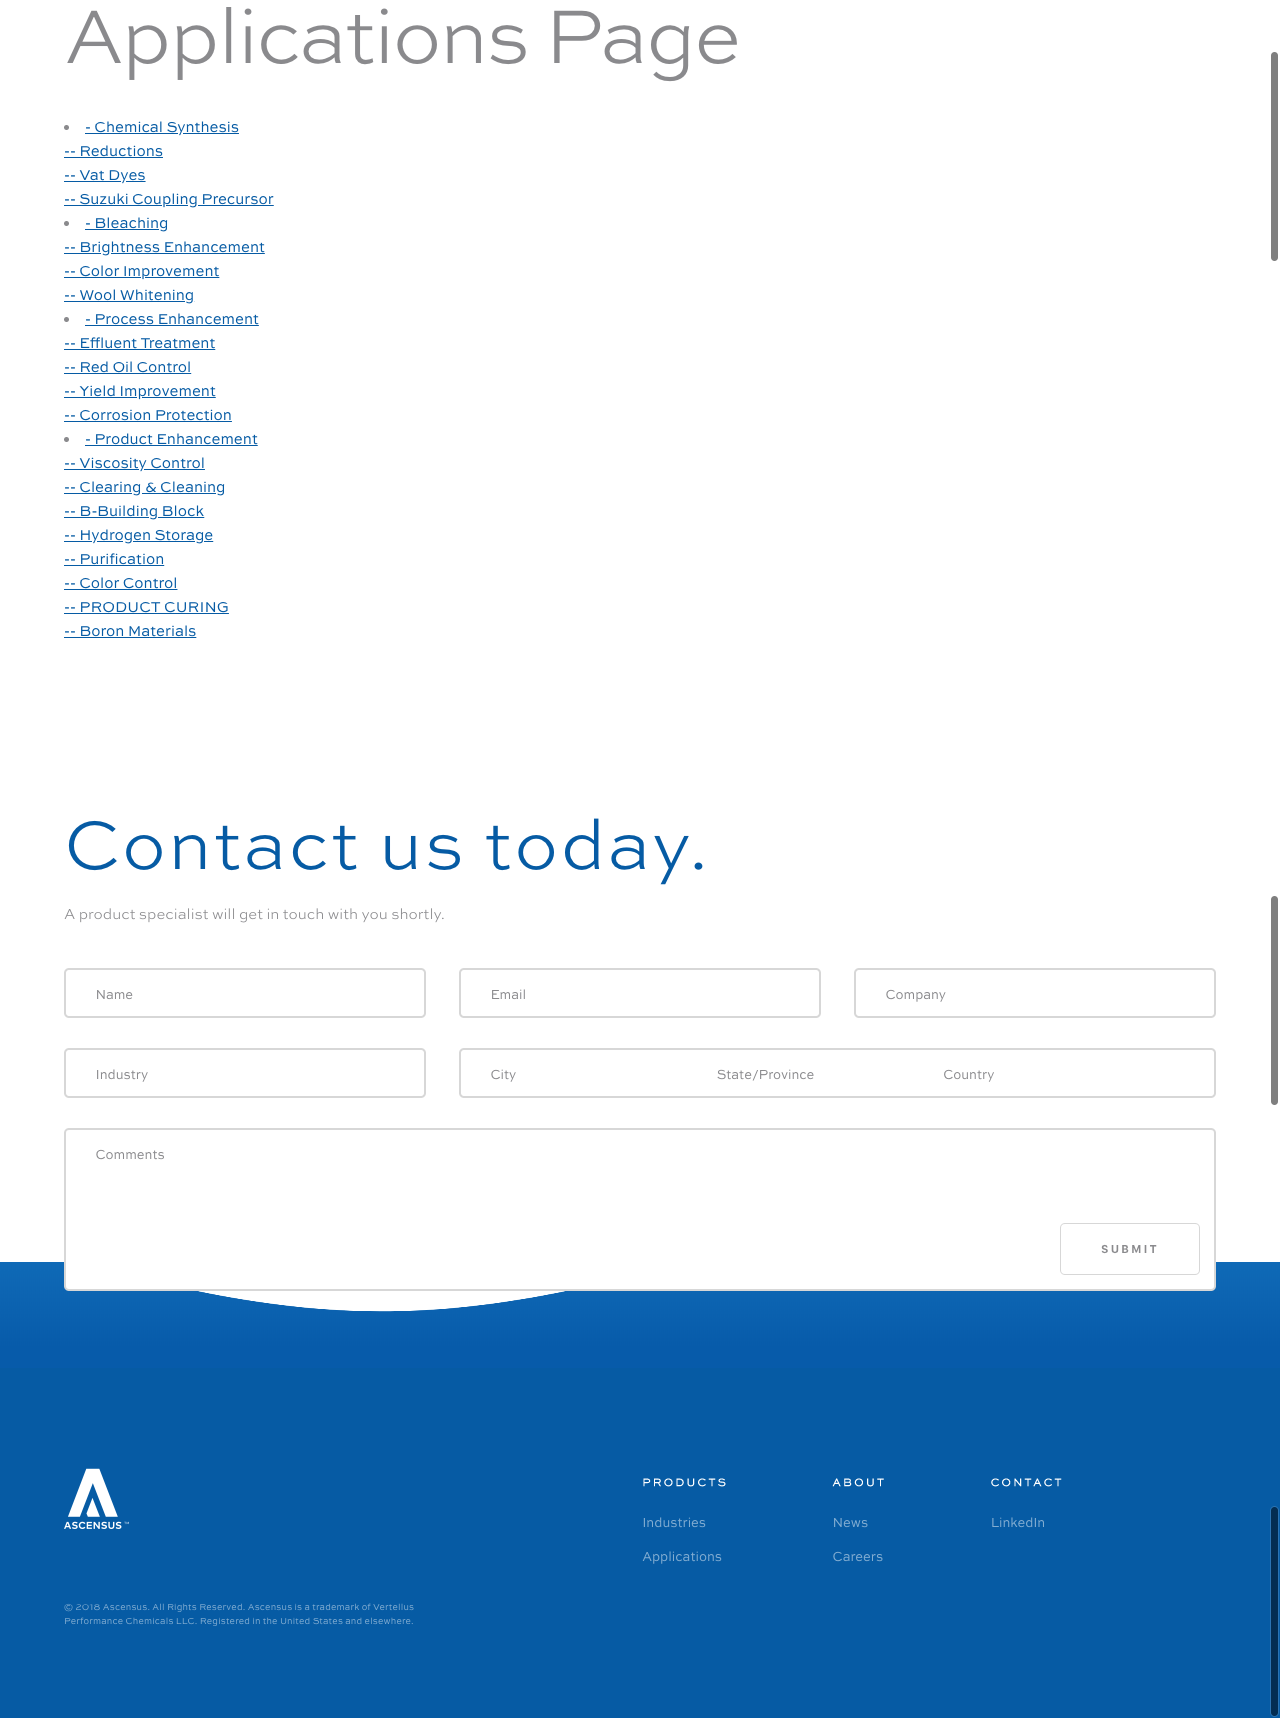 Applications Page
- Chemical Synthesis
-- Reductions
-- Vat Dyes
-- Suzuki Coupling Precursor
- Bleaching
-- Brightness Enhancement
-- Color Improvement
-- Wool Whitening
- Process Enhancement
-- Effluent Treatment
-- Red Oil Control
-- Yield Improvement
-- Corrosion Protection
- Product Enhancement
-- Viscosity Control
-- Clearing & Cleaning
-- B-Building Block
-- Hydrogen Storage
-- Purification
-- Color Control
-- PRODUCT CURING
-- Boron Materials
Contact us today.
A product specialist will get in touch with you shortly.
Name Email Company
Industry City State/Province Country
Comments
SUBMIT
ASCENSUS™
PRODUCTS ABOUT CONTACT
Industries News LinkedIn
Applications Careers
© 2018 Ascensus. All Rights Reserved. Ascensus is a trademark of Vertellus
Performance Chemicals LLC. Registered in the United States and elsewhere.